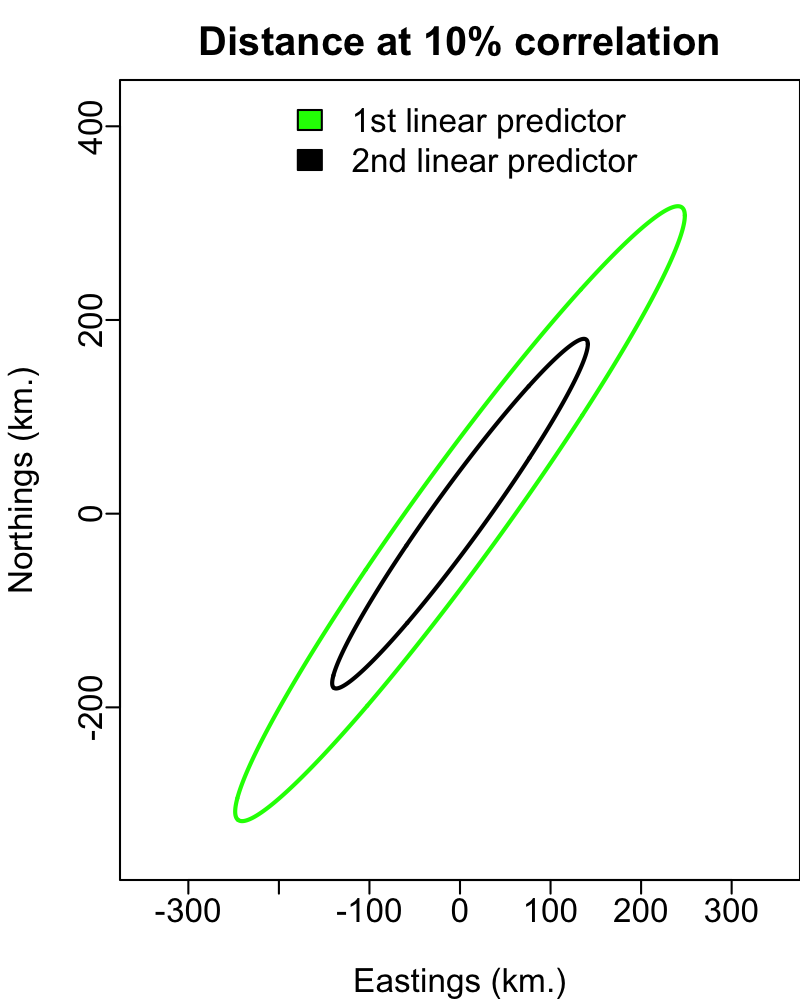 Distance at 10% correlation
1st linear predictor
2nd linear predictor
Northings (km.)
400
200
0
-200
-300 -100 0 100 200 300
Eastings (km.)